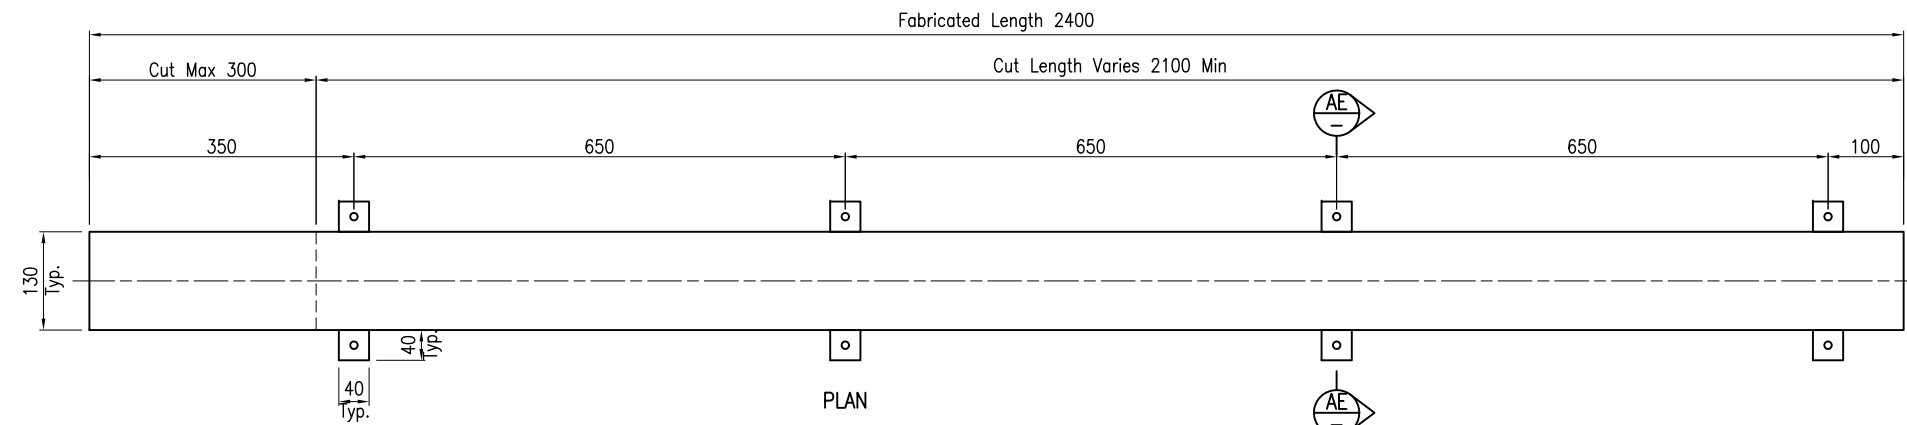 Fabricated Length 2400
Cut Max 300
Cut Length Varies 2100 Min
AE
–
350
650
650
650
100
130
Typ.
40
Typ.
40
Typ.
PLAN
AE
–